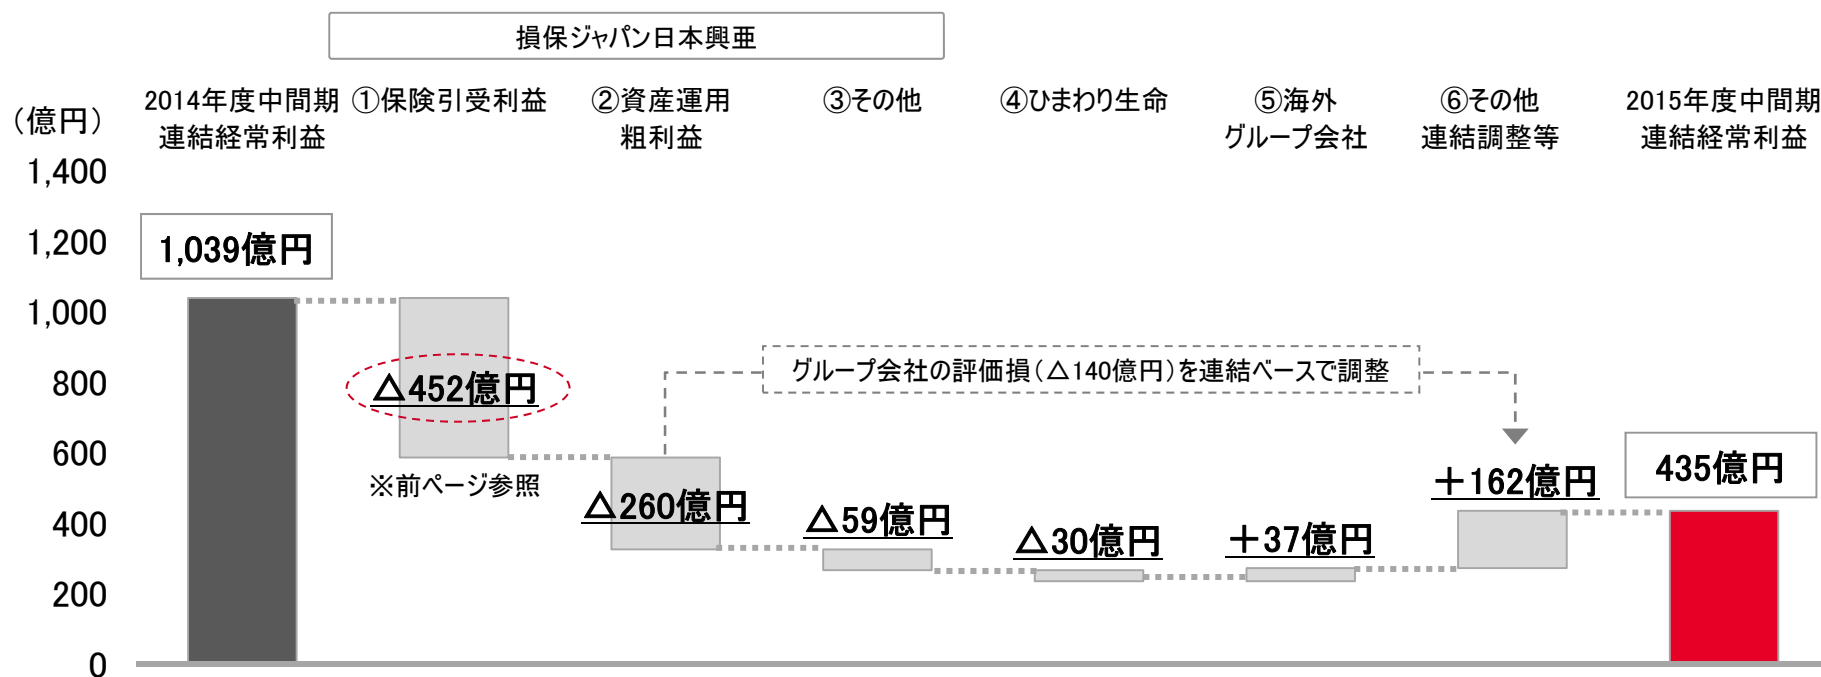 損保ジャパン日本興亜
（億円）
2014年度中間期
連結経常利益
①保険引受利益
②資産運用
粗利益
③その他
④ひまわり生命
⑤海外
グループ会社
⑥その他
連結調整等
2015年度中間期
連結経常利益
1,400
1,200
1,000
800
600
400
200
0
1,039億円
△452億円
※前ページ参照
△260億円
グループ会社の評価損（△140億円）を連結ベースで調整
△59億円
△30億円
＋37億円
＋162億円
435億円